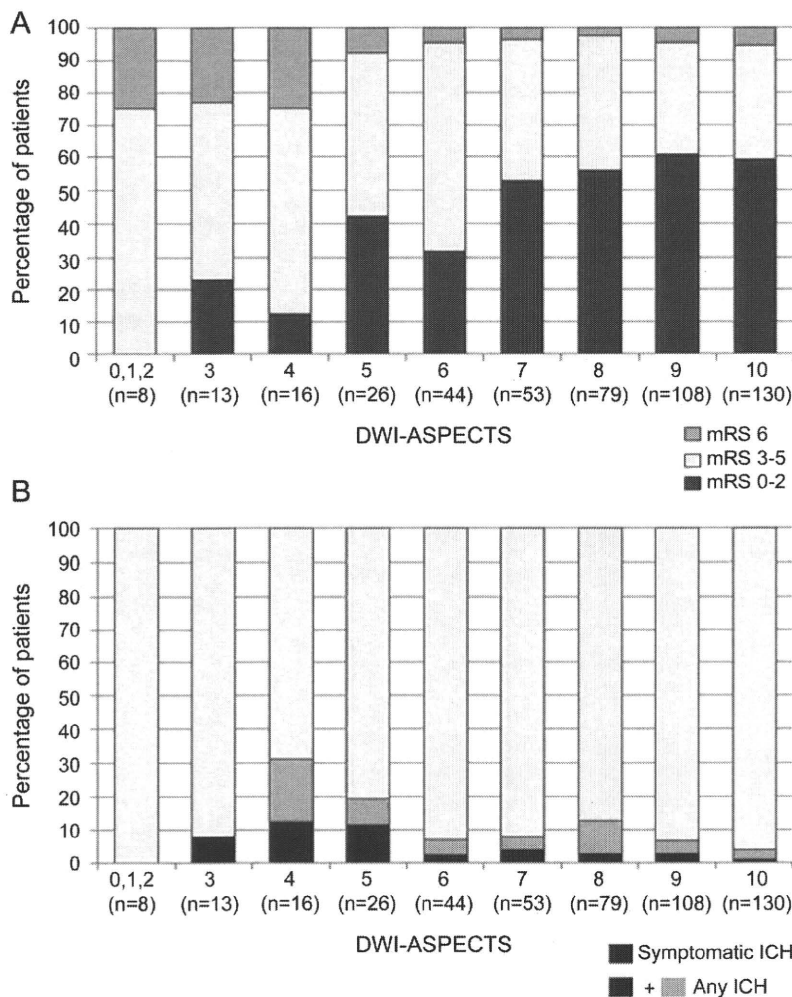 A
Percentage of patients
100
90
80
70
60
50
40
30
20
10
0
0,1,2 3 4 5 6 7 8 9 10
(n=8) (n=13) (n=16) (n=26) (n=44) (n=53) (n=79) (n=108) (n=130)
DWI-ASPECTS
mRS 6
mRS 3-5
mRS 0-2
B
Percentage of patients
100
90
80
70
60
50
40
30
20
10
0
0,1,2 3 4 5 6 7 8 9 10
(n=8) (n=13) (n=16) (n=26) (n=44) (n=53) (n=79) (n=108) (n=130)
DWI-ASPECTS
Symptomatic ICH
+ Any ICH